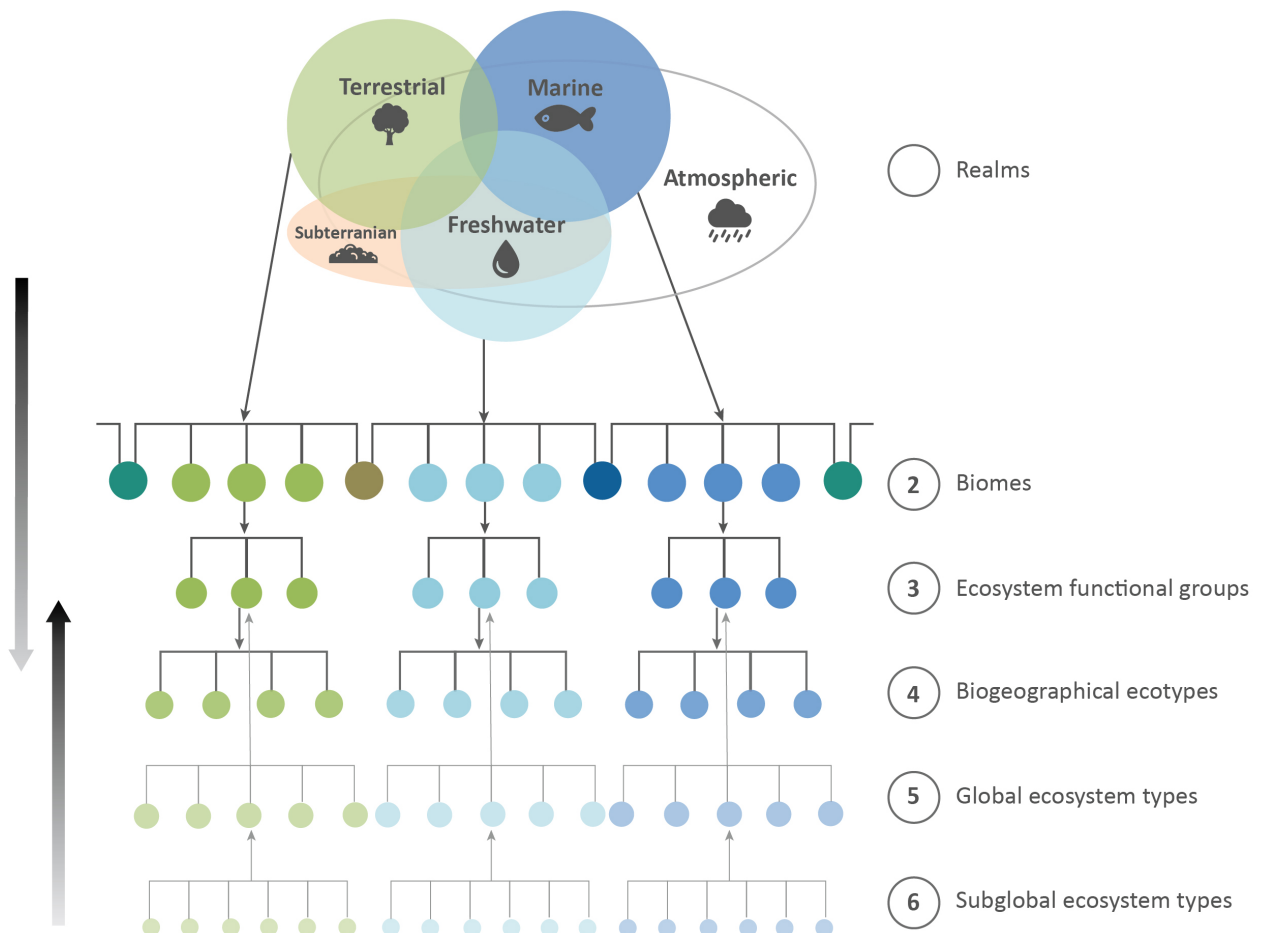 Terrestrial
Marine
Atmospheric
Subterranian
Freshwater
Realms
2 Biomes
3 Ecosystem functional groups
4 Biogeographical ecotypes
5 Global ecosystem types
6 Subglobal ecosystem types